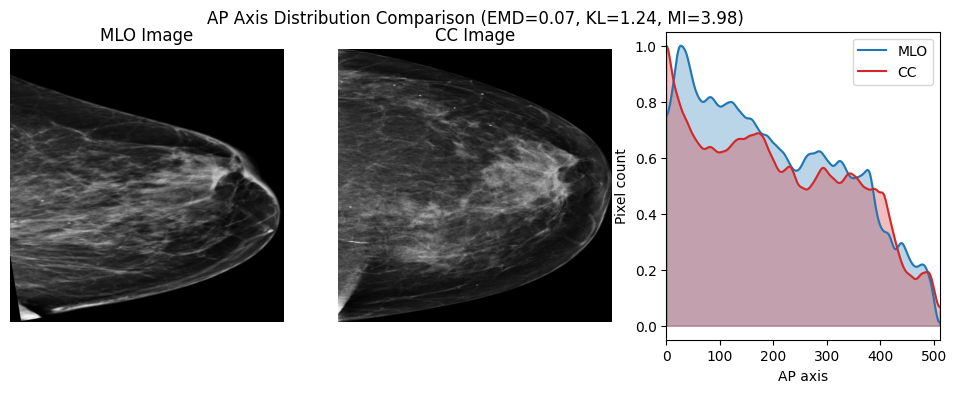 AP Axis Distribution Comparison (EMD=0.07, KL=1.24, MI=3.98)
MLO Image
CC Image
MLO
CC
Pixel count
1.0
0.8
0.6
0.4
0.2
0.0
0 100 200 300 400 500
AP axis